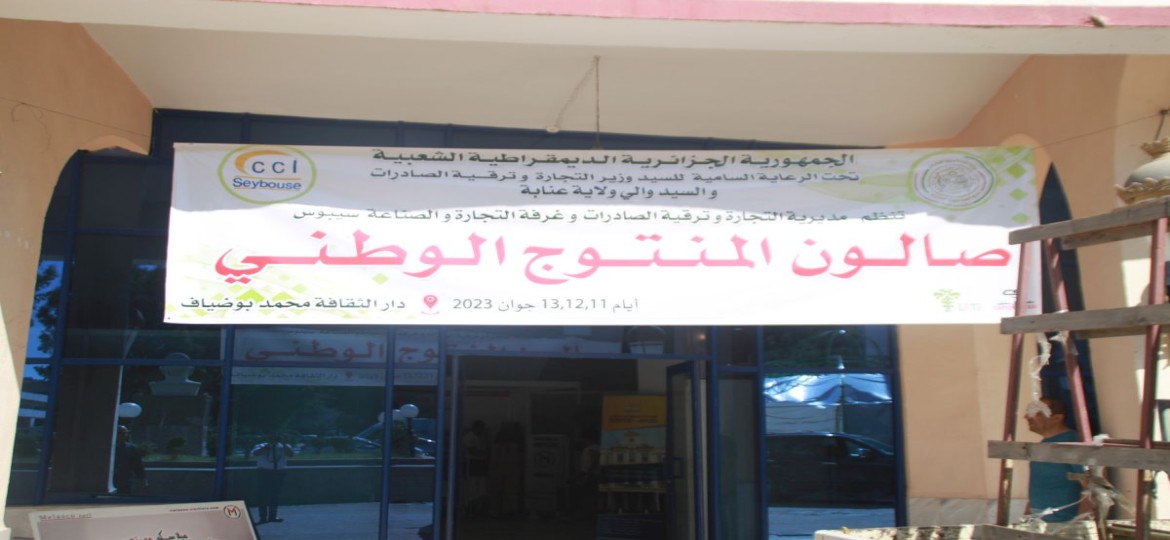 الجمهورية الجزائرية الديمقراطية الشعبية
تحت الرعاية السامية للسيد وزير التجارة و ترقية الصادرات
و السيد والي ولاية عنابة
CCI
Seybouse
تنظم مديرية التجارة و ترقية الصادرات و غرفة التجارة و الصناعة سيبوس
صالون المنتوج الوطني
أيام 13,12,11 جوان 2023
دار الثقافة محمد بوضياف